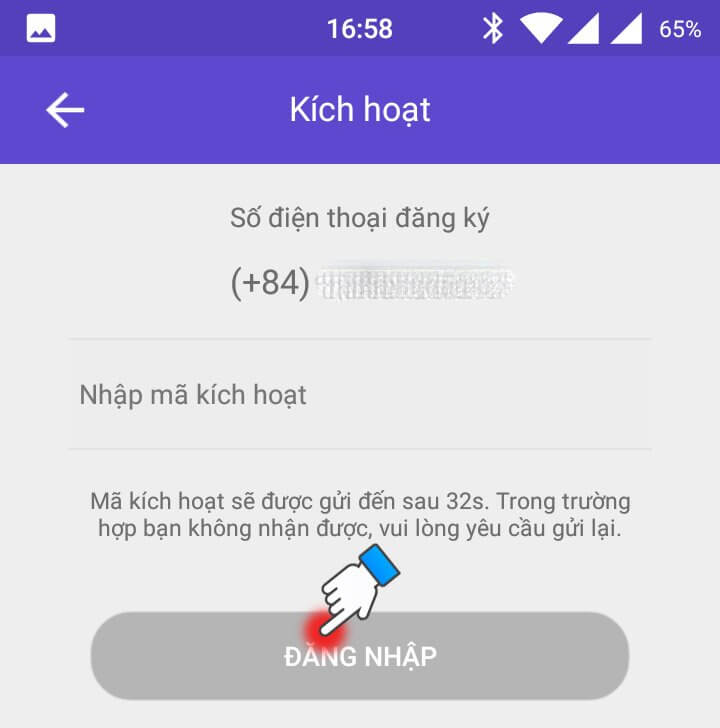 16:58 65%
Kích hoạt
Số điện thoại đăng ký
(+84)
Nhập mã kích hoạt
Mã kích hoạt sẽ được gửi đến sau 32s. Trong trường
hợp bạn không nhận được, vui lòng yêu cầu gửi lại.
ĐĂNG NHẬP